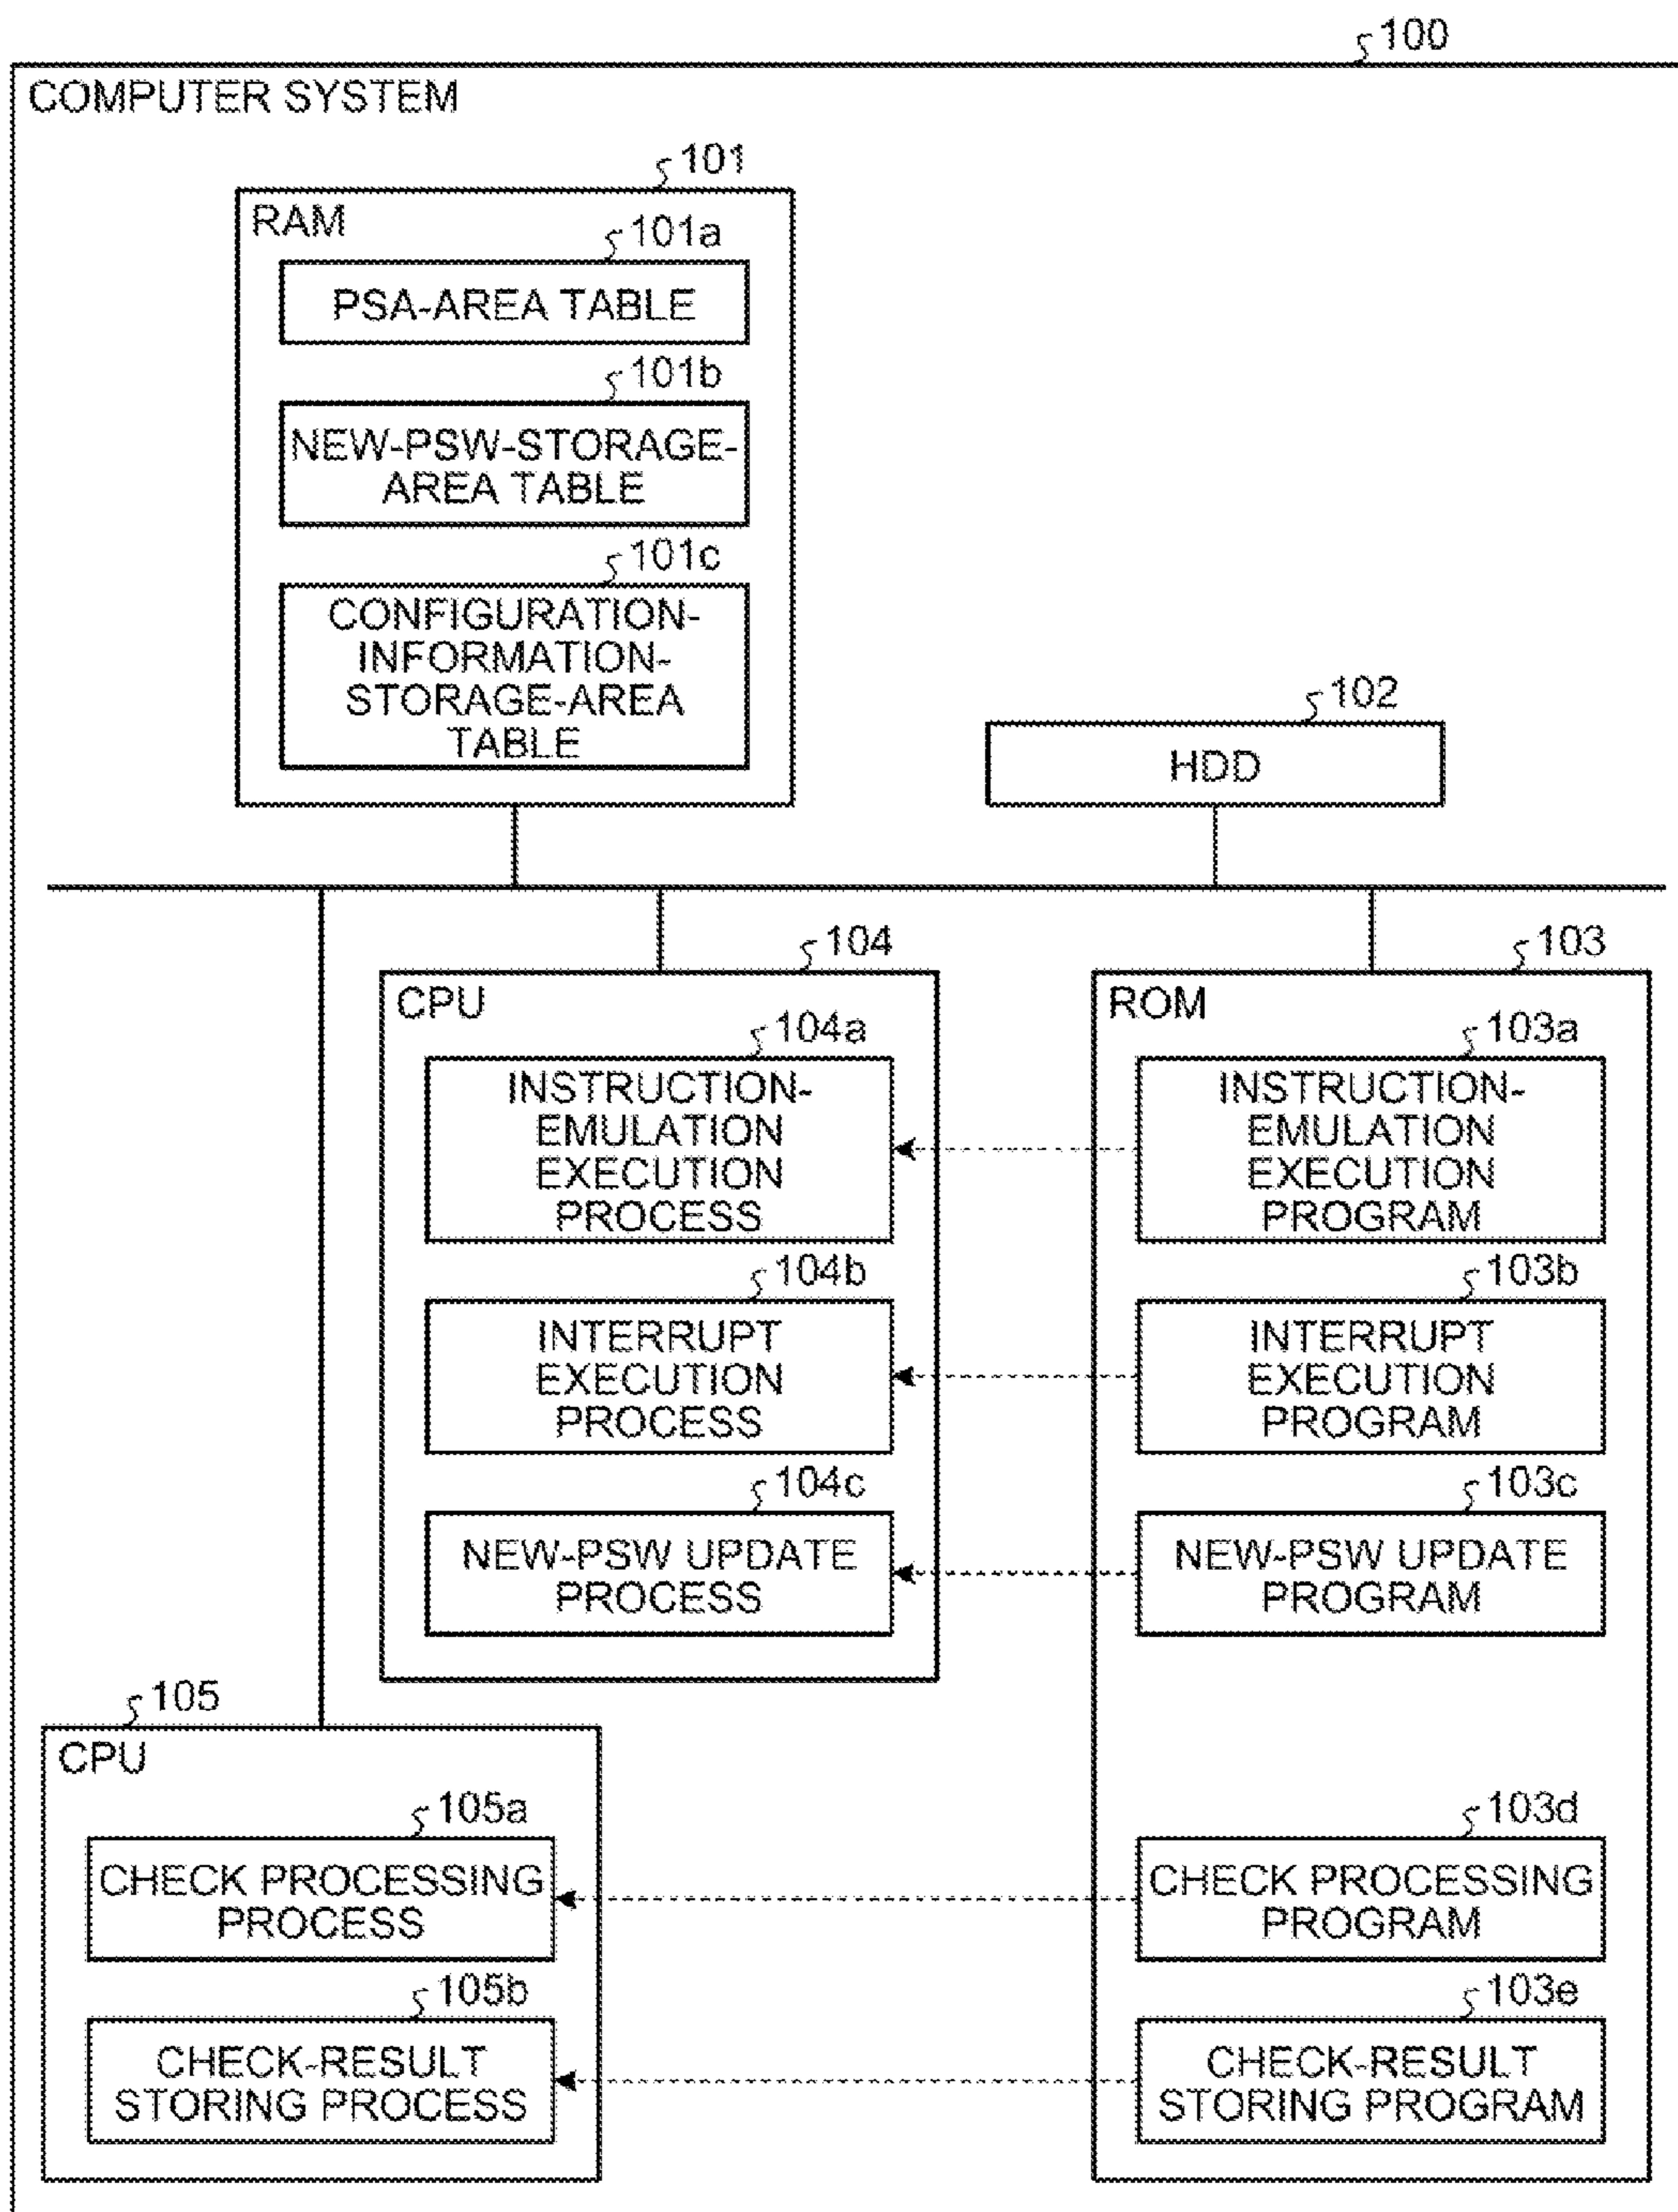 100
COMPUTER SYSTEM
101
RAM
101a
PSA-AREA TABLE
101b
NEW-PSW-STORAGE-
AREA TABLE
101c
CONFIGURATION-
INFORMATION-
STORAGE-AREA
TABLE
102
HDD
104
CPU
104a
INSTRUCTION-
EMULATION
EXECUTION
PROCESS
104b
INTERRUPT
EXECUTION
PROCESS
104c
NEW-PSW UPDATE
PROCESS
103
ROM
103a
INSTRUCTION-
EMULATION
EXECUTION
PROGRAM
103b
INTERRUPT
EXECUTION
PROGRAM
103c
NEW-PSW UPDATE
PROGRAM
103d
CHECK PROCESSING
PROGRAM
103e
CHECK-RESULT
STORING PROGRAM
105
CPU
105a
CHECK PROCESSING
PROCESS
105b
CHECK-RESULT
STORING PROCESS